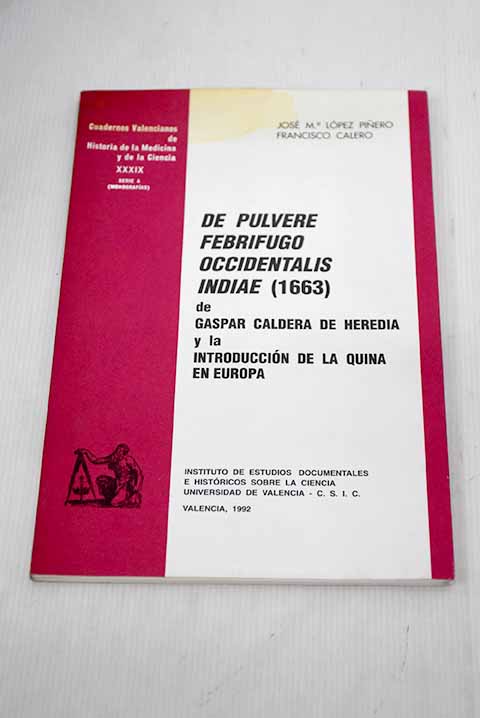 Cuadernos Valencianos
de
Historia de la Medicina
y de la Ciencia
XXXIX
SERIE A
(MONOGRAFÍAS)
JOSÉ M.ª LÓPEZ PIÑERO
FRANCISCO CALERO
DE PULVERE
FEBRIFUGO
OCCIDENTALIS
INDIAE (1663)
de
GASPAR CALDERA DE HEREDIA
y la
INTRODUCCIÓN DE LA QUINA
EN EUROPA
INSTITUTO DE ESTUDIOS DOCUMENTALES
E HISTÓRICOS SOBRE LA CIENCIA
UNIVERSIDAD DE VALENCIA - C. S. I. C.
VALENCIA, 1992